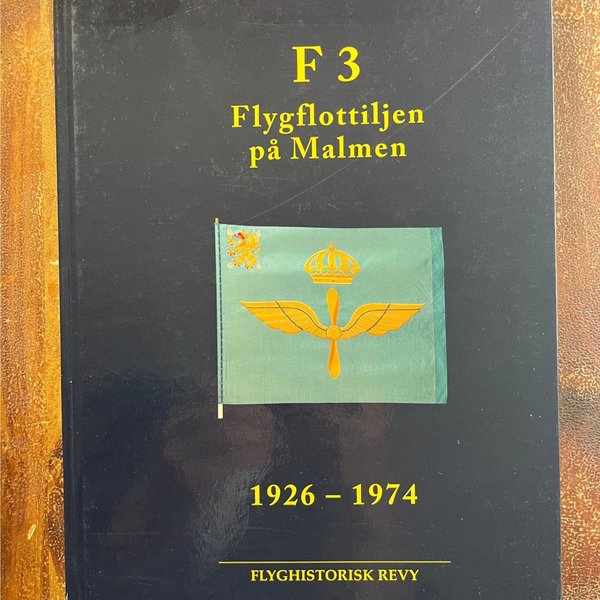 F 3
Flygflottiljen
på Malmen
1926 – 1974
FLYGHISTORISK REVY